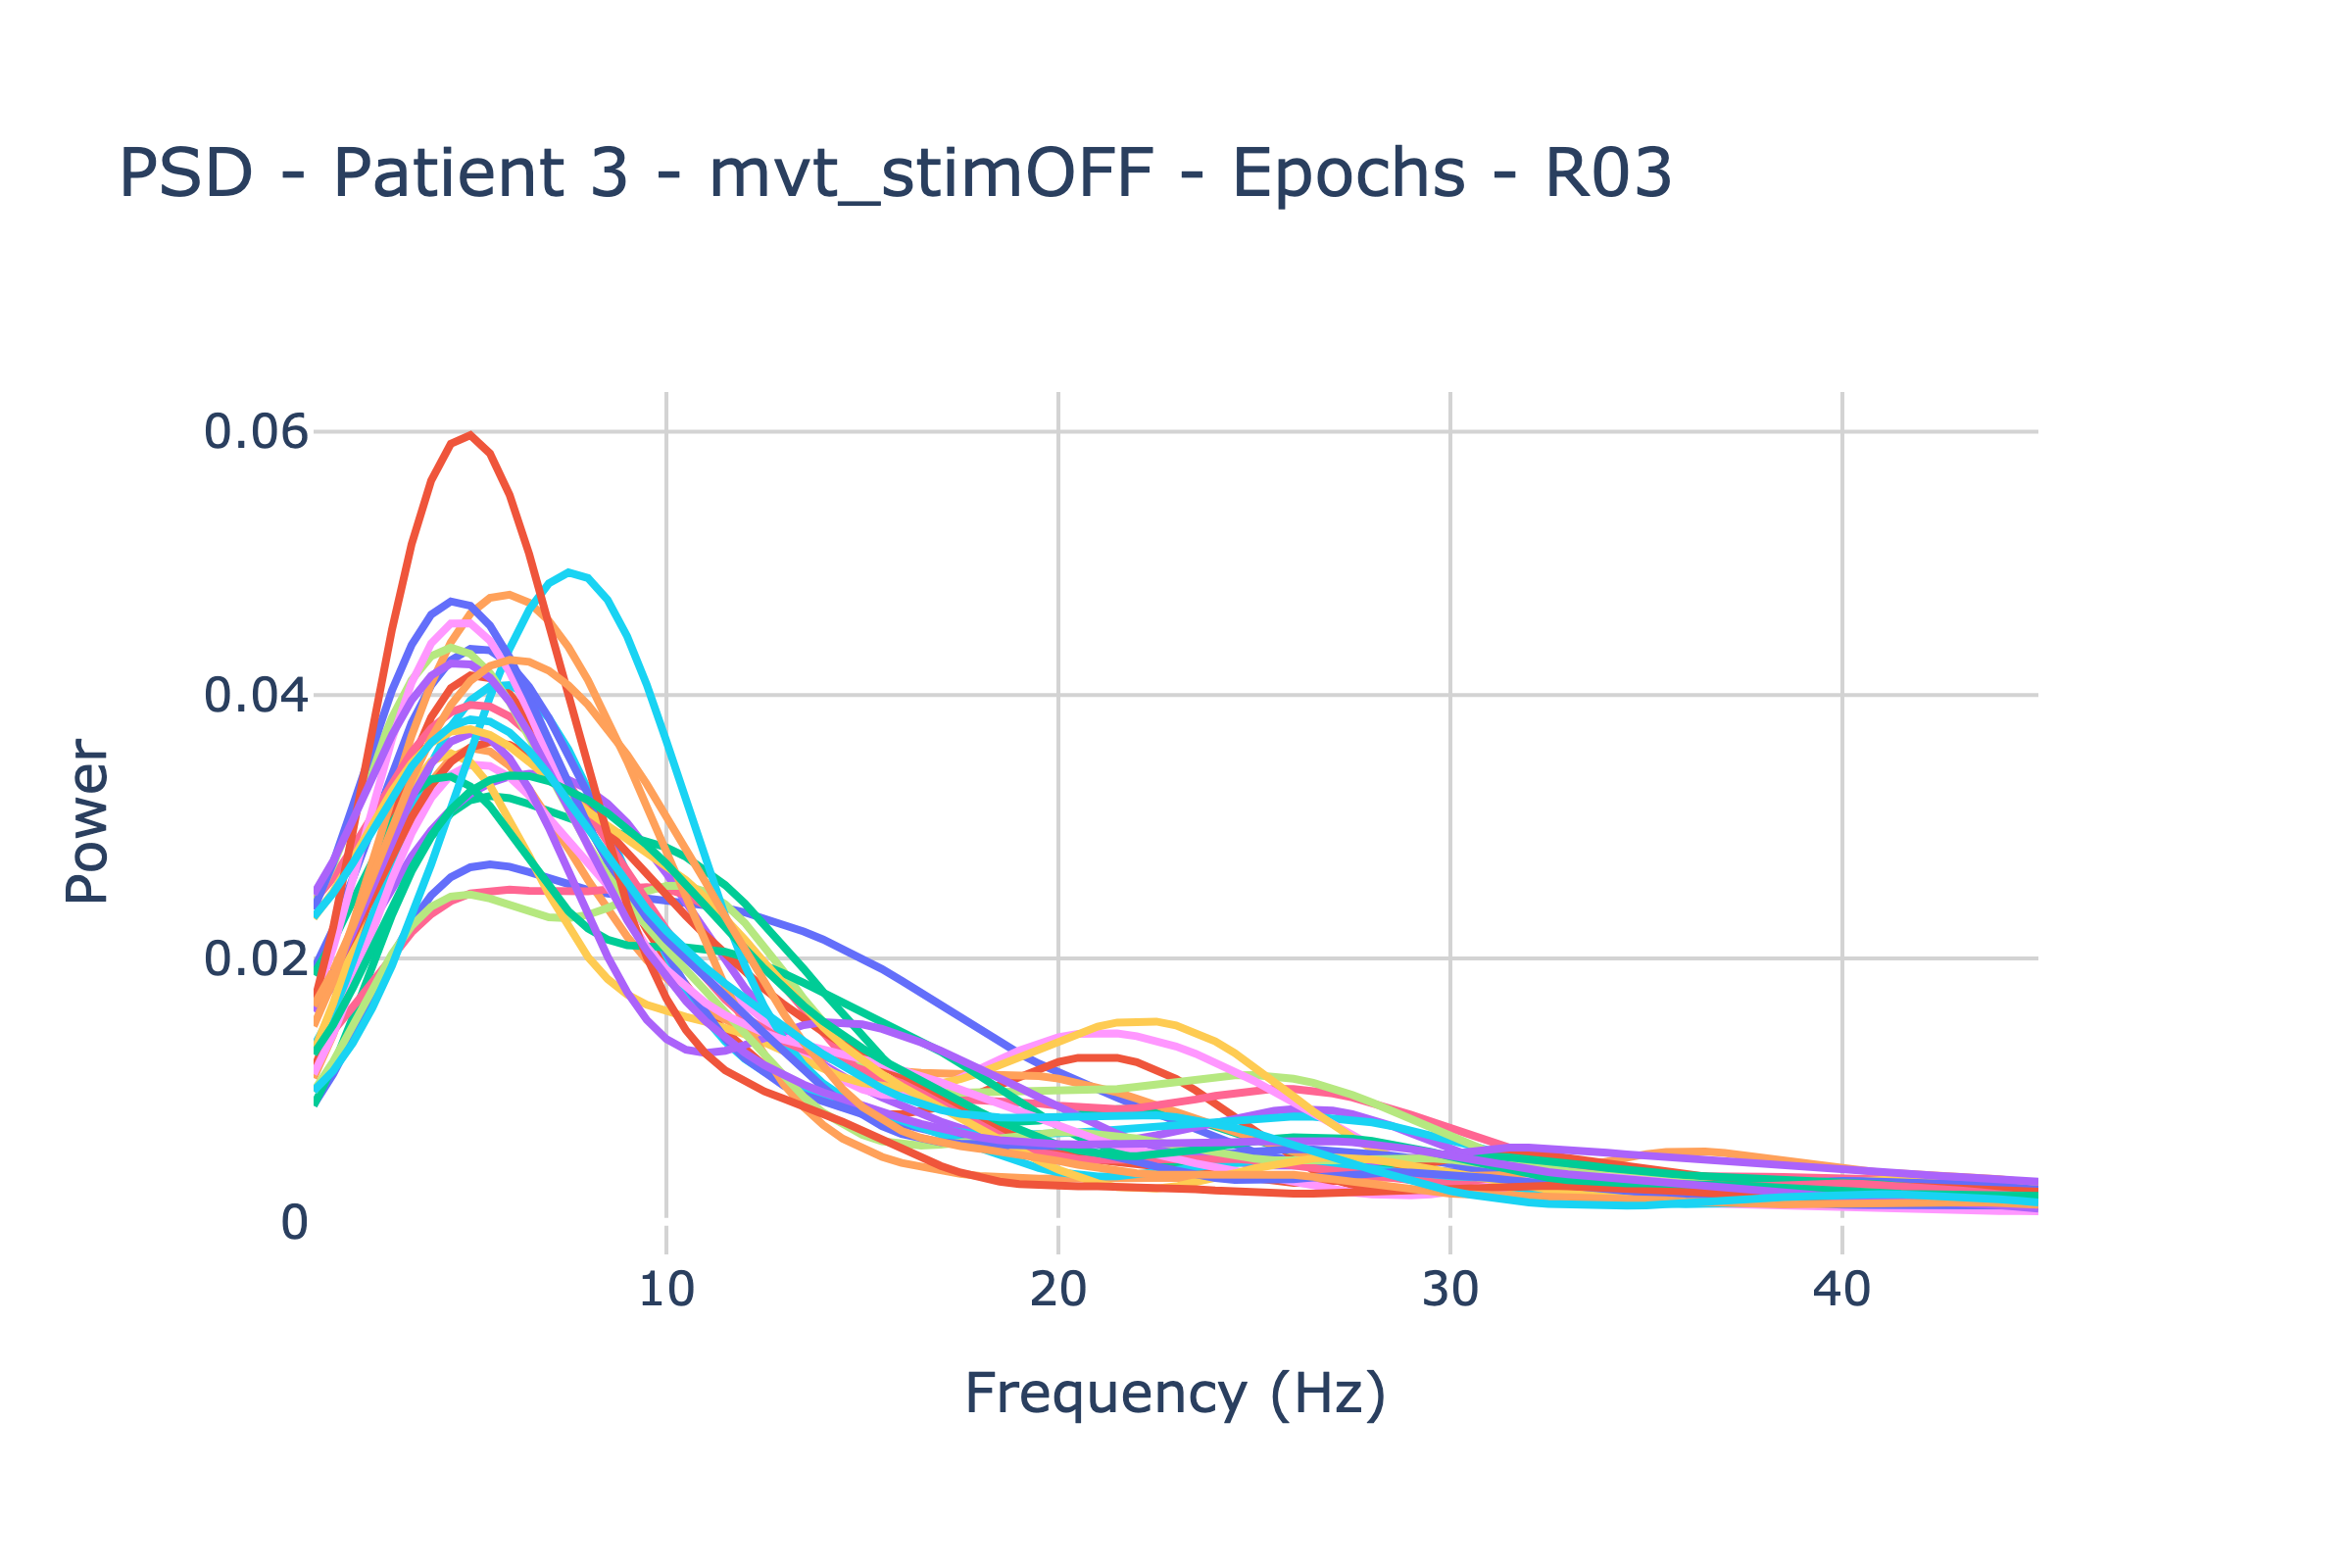 PSD - Patient 3 - mvt_stimOFF - Epochs - R03
0.06
0.04
0.02
0
Power
10 20 30 40
Frequency (Hz)